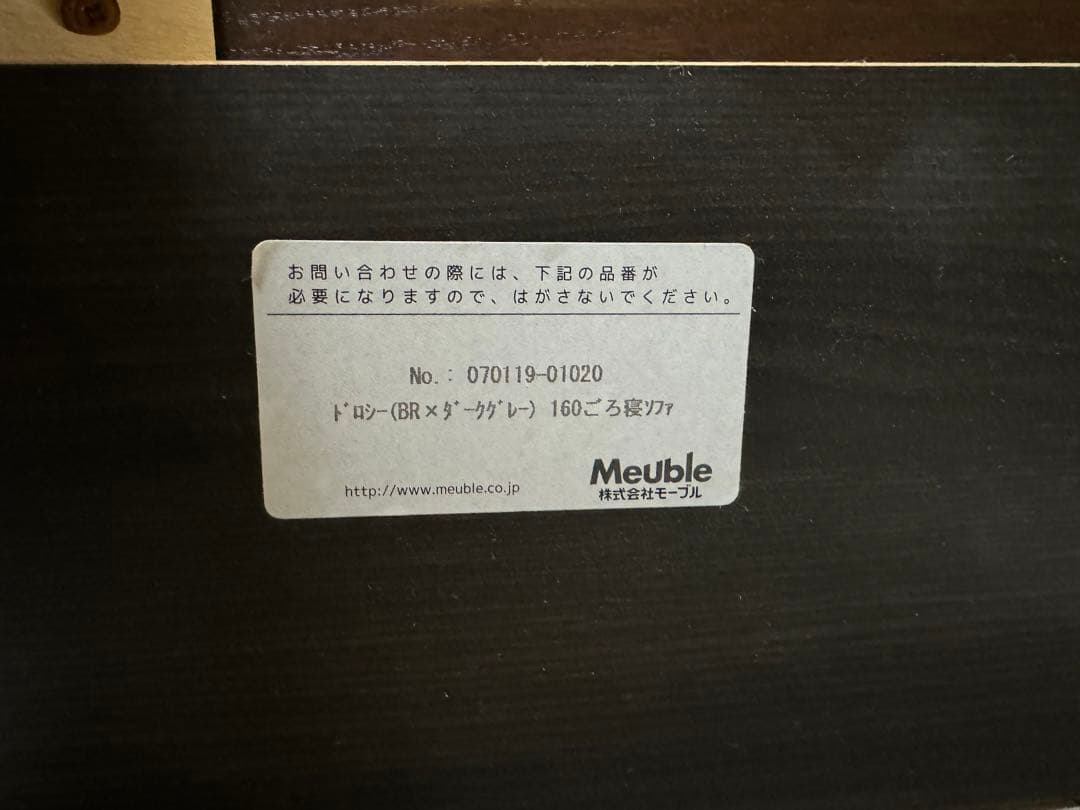 お問い合わせの際には、下記の品番が
必要になりますので、はがさないでください。
No.: 070119-01020
ﾄﾞﾛｼｰ(BR×ﾀﾞｰｸｸﾞﾚｰ) 160ごろ寝ｿﾌｧ
Meuble
http://www.meuble.co.jp
株式会社モーブル